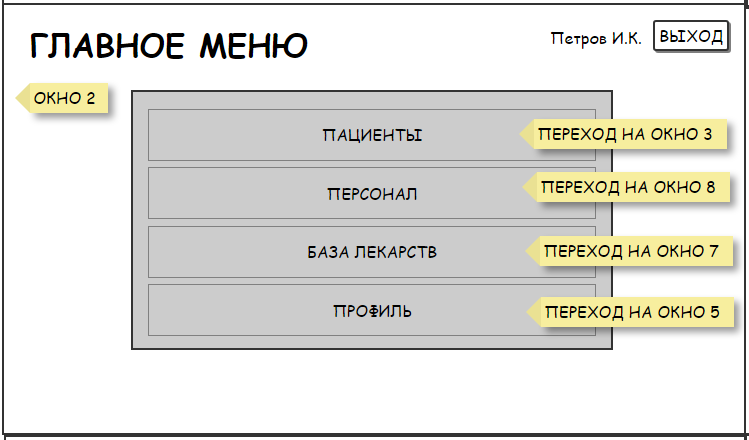 ГЛАВНОЕ МЕНЮ
Петров И.К.
ВЫХОД
ОКНО 2
ПАЦИЕНТЫ
ПЕРЕХОД НА ОКНО 3
ПЕРСОНАЛ
ПЕРЕХОД НА ОКНО 8
БАЗА ЛЕКАРСТВ
ПЕРЕХОД НА ОКНО 7
ПРОФИЛЬ
ПЕРЕХОД НА ОКНО 5